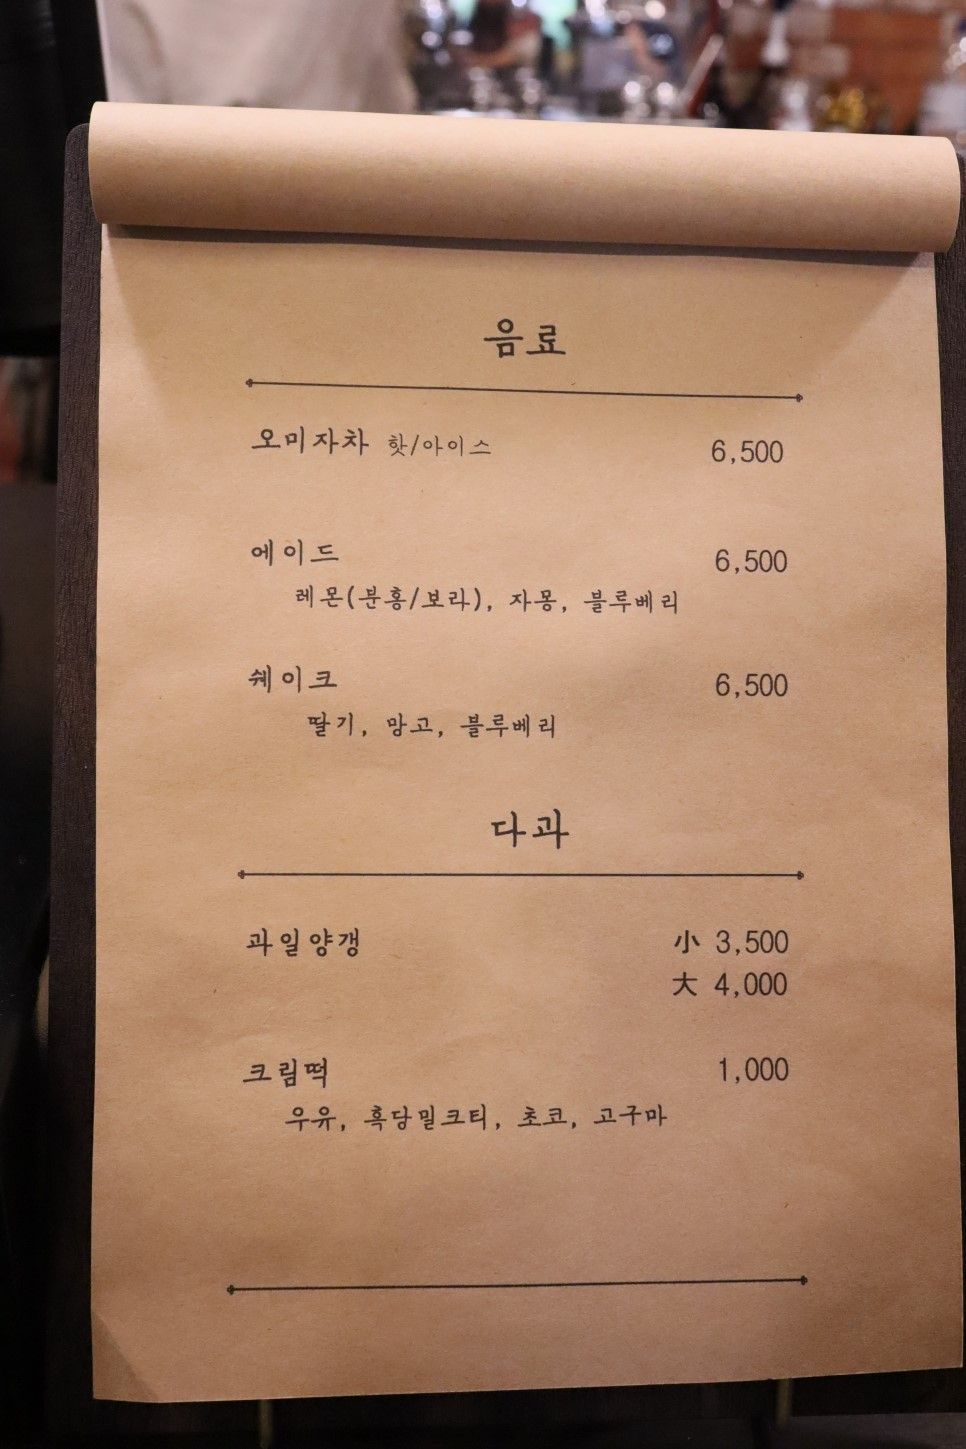 음료
오미자차 핫/아이스 6,500
에이드 6,500
레몬(분홍/보라), 자몽, 블루베리
쉐이크 6,500
딸기, 망고, 블루베리
다과
과일양갱 小 3,500
大 4,000
크림떡 1,000
우유, 흑당밀크티, 초코, 고구마